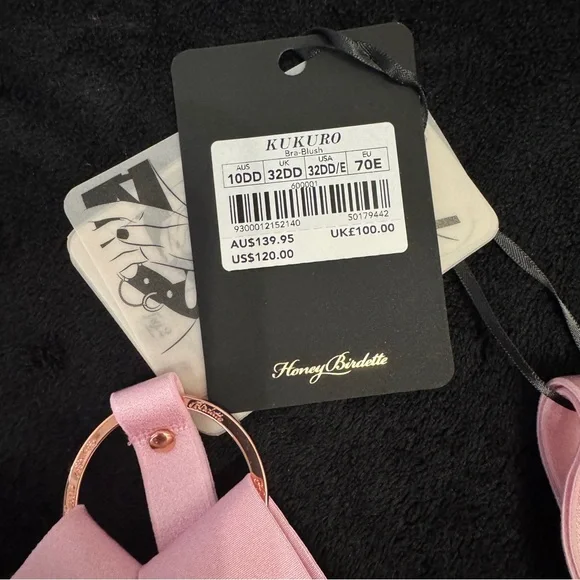 KUKURO
Bra-Blush
AUS UK USA EU
10DD 32DD 32DD/E 70E
600001
9300012152140 50179442
AU$139.95 UK£100.00
US$120.00
Honey Birdette